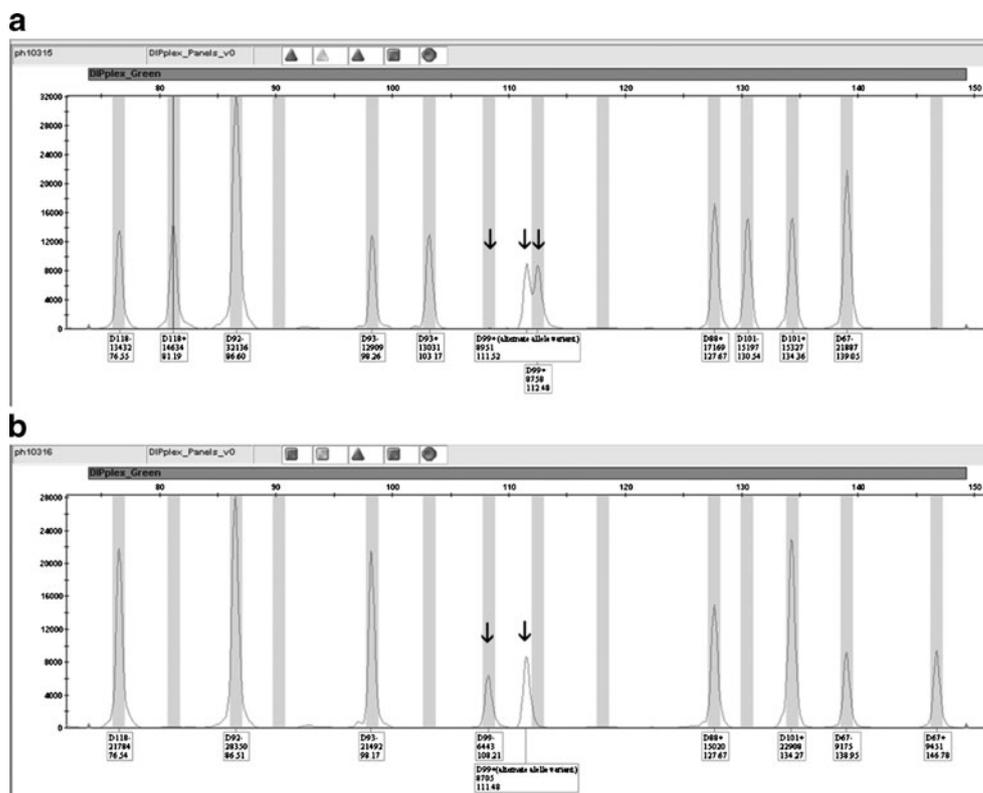 a
ph10315 DIPplex_Panels_v0
DIPplex_Green
80 90 100 110 120 130 140 150
32000
28000
24000
20000
16000
12000
8000
4000
0
D118- D118+ D92- D93- D93+ D99+ (alternate allele variant) D88+ D101- D101+ D67-
13432 14634 32136 12909 13031 8951 17169 15197 15327 21887
76.55 81.19 86.60 98.26 103.17 111.52 127.67 130.54 134.36 139.05
D99+
8758
112.48
b
ph10316 DIPplex_Panels_v0
DIPplex_Green
80 90 100 110 120 130 140 150
28000
24000
20000
16000
12000
8000
4000
0
D118- D92- D93- D99- D88+ D101+ D67- D67+
21784 28350 21492 6443 15020 22908 9175 9451
76.54 86.51 98.17 108.21 127.67 134.27 138.95 146.78
D99+(alternate alelle variant)
8705
111.48